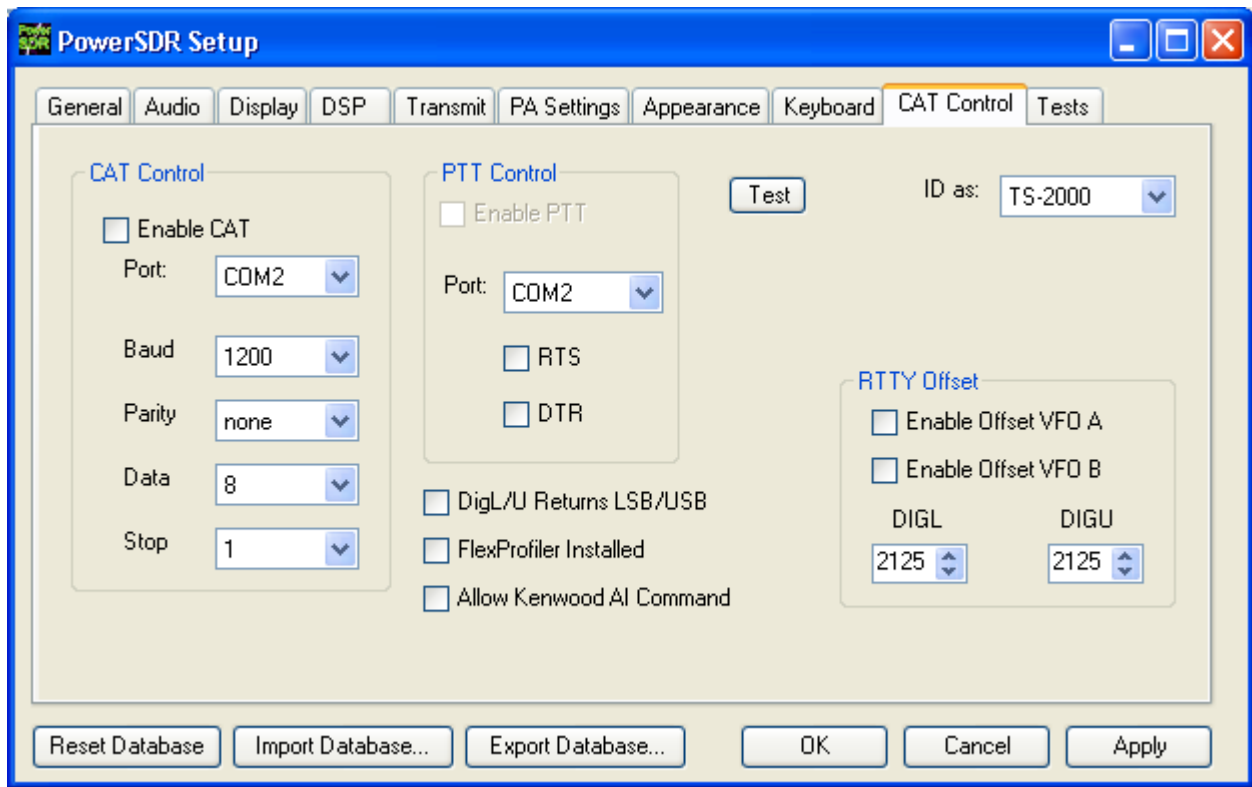 Power SDR PowerSDR Setup
General Audio Display DSP Transmit PA Settings Appearance Keyboard CAT Control Tests
CAT Control
Enable CAT
Port: COM2
Baud 1200
Parity none
Data 8
Stop 1
PTT Control
Enable PTT
Port: COM2
RTS
DTR
DigL/U Returns LSB/USB
FlexProfiler Installed
Allow Kenwood AI Command
Test
ID as: TS-2000
RTTY Offset
Enable Offset VFO A
Enable Offset VFO B
DIGL DIGU
2125 2125
Reset Database Import Database... Export Database... OK Cancel Apply